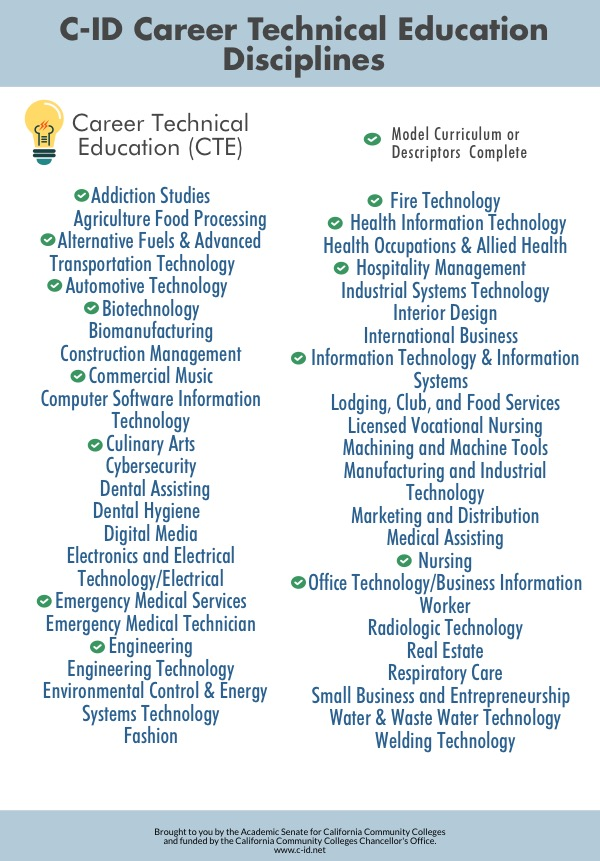 C-ID Career Technical Education
Disciplines
Career Technical
Education (CTE)
Addiction Studies
Agriculture Food Processing
Alternative Fuels & Advanced
Transportation Technology
Automotive Technology
Biotechnology
Biomanufacturing
Construction Management
Commercial Music
Computer Software Information
Technology
Culinary Arts
Cybersecurity
Dental Assisting
Dental Hygiene
Digital Media
Electronics and Electrical
Technology/Electrical
Emergency Medical Services
Emergency Medical Technician
Engineering
Engineering Technology
Environmental Control & Energy
Systems Technology
Fashion
Model Curriculum or
Descriptors Complete
Fire Technology
Health Information Technology
Health Occupations & Allied Health
Hospitality Management
Industrial Systems Technology
Interior Design
International Business
Information Technology & Information
Systems
Lodging, Club, and Food Services
Licensed Vocational Nursing
Machining and Machine Tools
Manufacturing and Industrial
Technology
Marketing and Distribution
Medical Assisting
Nursing
Office Technology/Business Information
Worker
Radiologic Technology
Real Estate
Respiratory Care
Small Business and Entrepreneurship
Water & Waste Water Technology
Welding Technology
Brought to you by the Academic Senate for California Community Colleges
and funded by the California Community Colleges Chancellor's Office.
www.c-id.net